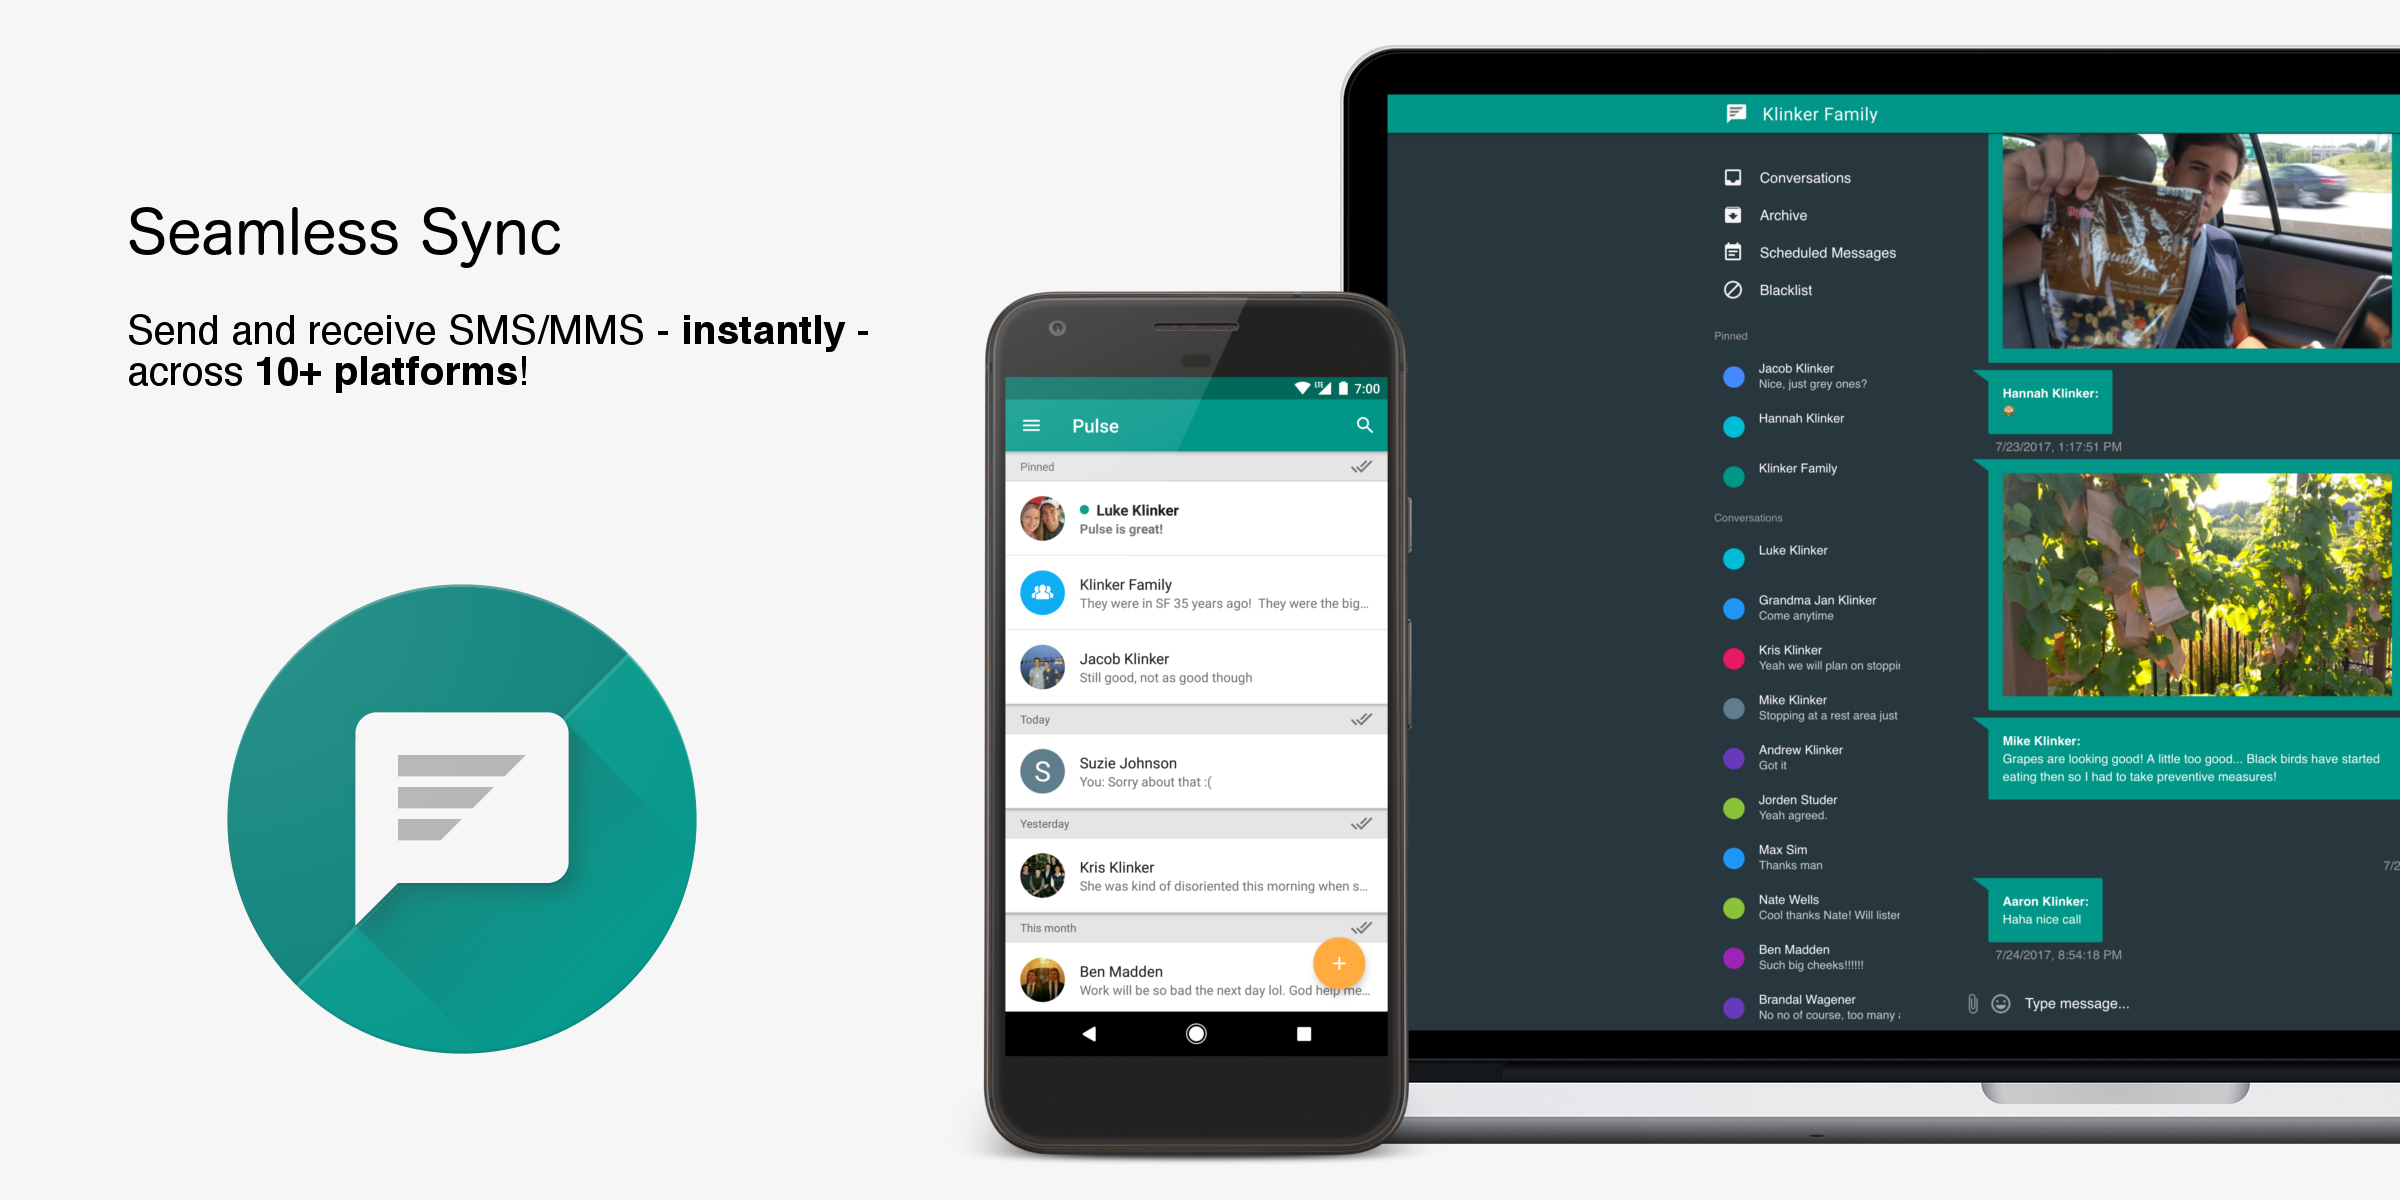 Seamless Sync
Send and receive SMS/MMS - instantly -
across 10+ platforms!
LTE
7:00
Pulse
Pinned
Luke Klinker
Pulse is great!
Klinker Family
They were in SF 35 years ago! They were the big...
Jacob Klinker
Still good, not as good though
Today
S
Suzie Johnson
You: Sorry about that :(
Yesterday
Kris Klinker
She was kind of disoriented this morning when s...
This month
Ben Madden
Work will be so bad the next day lol. God help me...
Klinker Family
Conversations
Archive
Scheduled Messages
Blacklist
Pinned
Jacob Klinker
Nice, just grey ones?
Hannah Klinker
Klinker Family
Conversations
Luke Klinker
Grandma Jan Klinker
Come anytime
Kris Klinker
Yeah we will plan on stoppin
Mike Klinker
Stopping at a rest area just
Andrew Klinker
Got it
Jorden Studer
Yeah agreed.
Max Sim
Thanks man
Nate Wells
Cool thanks Nate! Will listen
Ben Madden
Such big cheeks!!!!!!
Brandal Wagener
No no of course, too many
Hannah Klinker:
7/23/2017, 1:17:51 PM
Mike Klinker:
Grapes are looking good! A little too good... Black birds have started
eating then so I had to take preventive measures!
7/2
Aaron Klinker:
Haha nice call
7/24/2017, 8:54:18 PM
Type message...